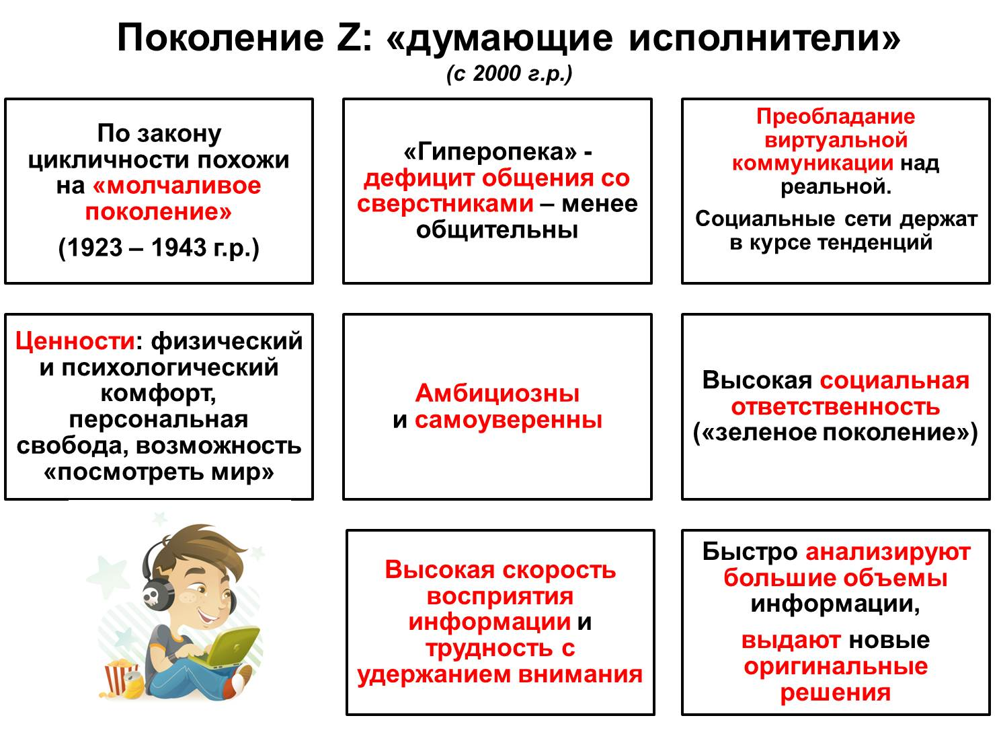 Поколение Z: «думающие исполнители»
(с 2000 г.р.)
По закону
цикличности похожи
на «молчаливое
поколение»
(1923 – 1943 г.р.)
«Гиперопека» -
дефицит общения со
сверстниками – менее
общительны
Преобладание
виртуальной
коммуникации над
реальной.
Социальные сети держат
в курсе тенденций
Ценности: физический
и психологический
комфорт,
персональная
свобода, возможность
«посмотреть мир»
Амбициозны
и самоуверенны
Высокая социальная
ответственность
(«зеленое поколение»)
Высокая скорость
восприятия
информации и
трудность с
удержанием внимания
Быстро анализируют
большие объемы
информации,
выдают новые
оригинальные
решения